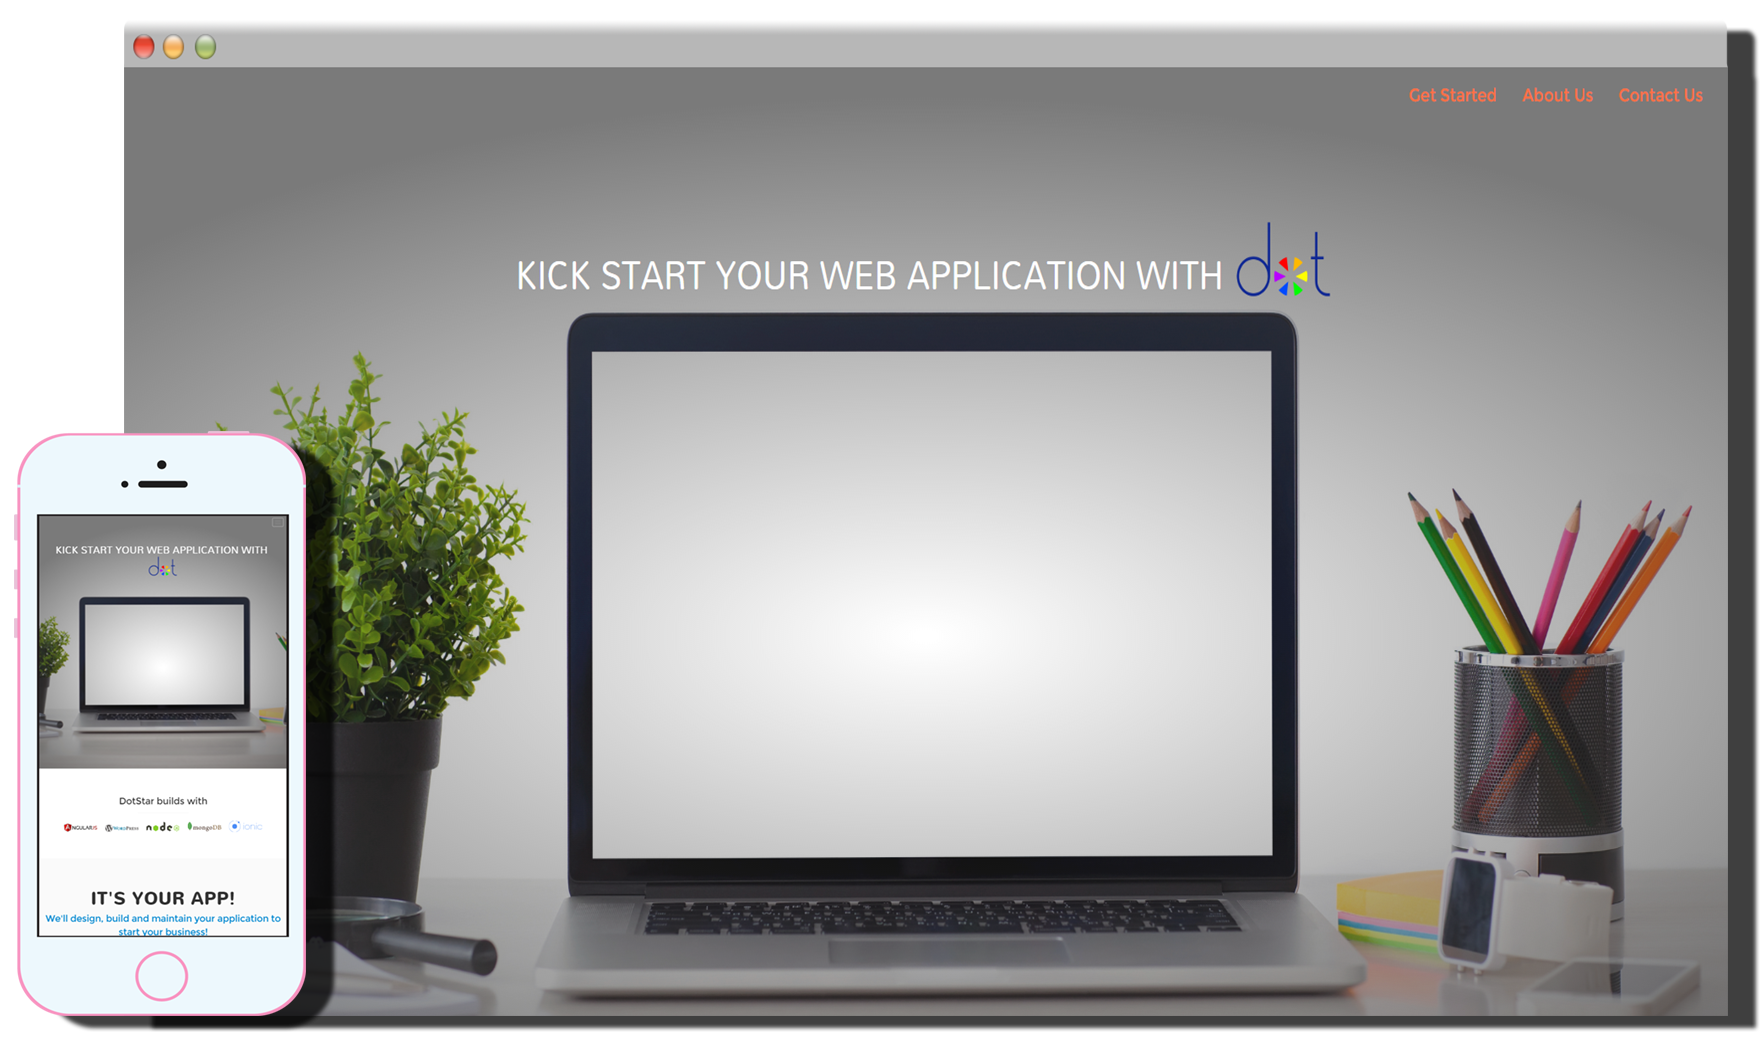 Get Started About Us Contact Us
KICK START YOUR WEB APPLICATION WITH dot
KICK START YOUR WEB APPLICATION WITH
dot
DotStar builds with
ANGULARJS WORDPRESS node mongoDB ionic
IT'S YOUR APP!
We'll design, build and maintain your application to
start your business!